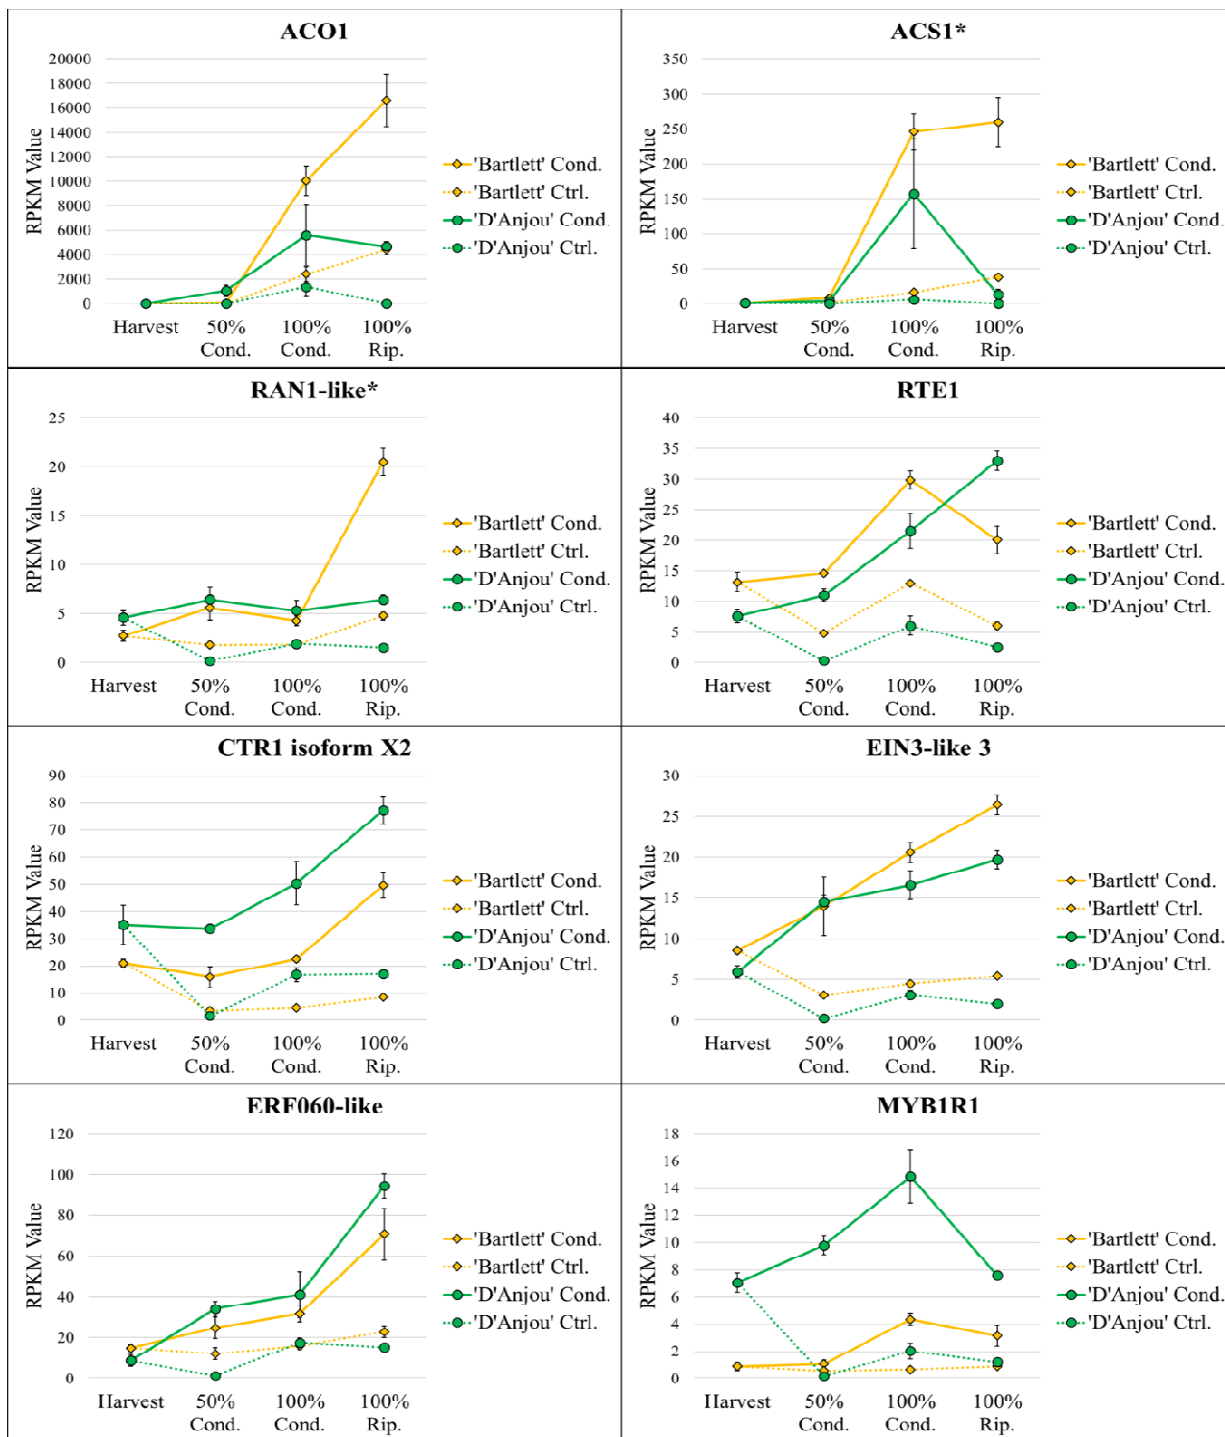 ACO1
RPKM Value
20000
18000
16000
14000
12000
10000
8000
6000
4000
2000
0
Harvest
50% Cond.
100% Cond.
100% Rip.
'Bartlett' Cond.
'Bartlett' Ctrl.
'D'Anjou' Cond.
'D'Anjou' Ctrl.
ACS1*
RPKM Value
350
300
250
200
150
100
50
0
Harvest
50% Cond.
100% Cond.
100% Rip.
'Bartlett' Cond.
'Bartlett' Ctrl.
'D'Anjou' Cond.
'D'Anjou' Ctrl.
RAN1-like*
RPKM Value
25
20
15
10
5
0
Harvest
50% Cond.
100% Cond.
100% Rip.
'Bartlett' Cond.
'Bartlett' Ctrl.
'D'Anjou' Cond.
'D'Anjou' Ctrl.
RTE1
RPKM Value
40
35
30
25
20
15
10
5
0
Harvest
50% Cond.
100% Cond.
100% Rip.
'Bartlett' Cond.
'Bartlett' Ctrl.
'D'Anjou' Cond.
'D'Anjou' Ctrl.
CTR1 isoform X2
RPKM Value
90
80
70
60
50
40
30
20
10
0
Harvest
50% Cond.
100% Cond.
100% Rip.
'Bartlett' Cond.
'Bartlett' Ctrl.
'D'Anjou' Cond.
'D'Anjou' Ctrl.
EIN3-like 3
RPKM Value
30
25
20
15
10
5
0
Harvest
50% Cond.
100% Cond.
100% Rip.
'Bartlett' Cond.
'Bartlett' Ctrl.
'D'Anjou' Cond.
'D'Anjou' Ctrl.
ERF060-like
RPKM Value
120
100
80
60
40
20
0
Harvest
50% Cond.
100% Cond.
100% Rip.
'Bartlett' Cond.
'Bartlett' Ctrl.
'D'Anjou' Cond.
'D'Anjou' Ctrl.
MYB1R1
RPKM Value
18
16
14
12
10
8
6
4
2
0
Harvest
50% Cond.
100% Cond.
100% Rip.
'Bartlett' Cond.
'Bartlett' Ctrl.
'D'Anjou' Cond.
'D'Anjou' Ctrl.